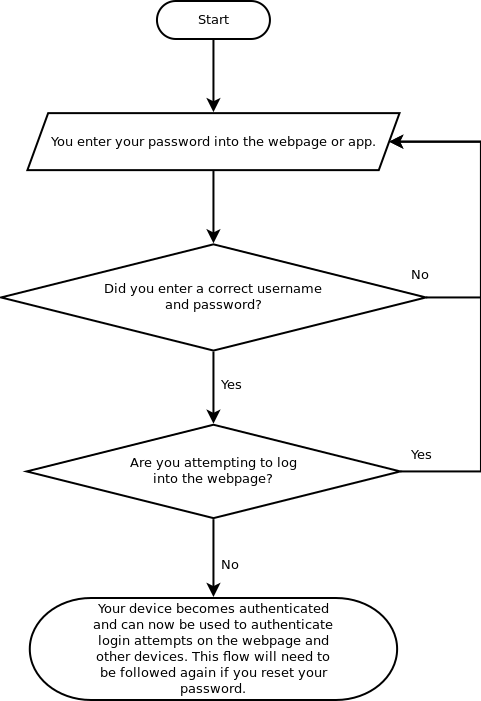 Start
You enter your password into the webpage or app.
Did you enter a correct username
and password?
No
Yes
Are you attempting to log
into the webpage?
Yes
No
Your device becomes authenticated
and can now be used to authenticate
login attempts on the webpage and
other devices. This flow will need to
be followed again if you reset your
password.